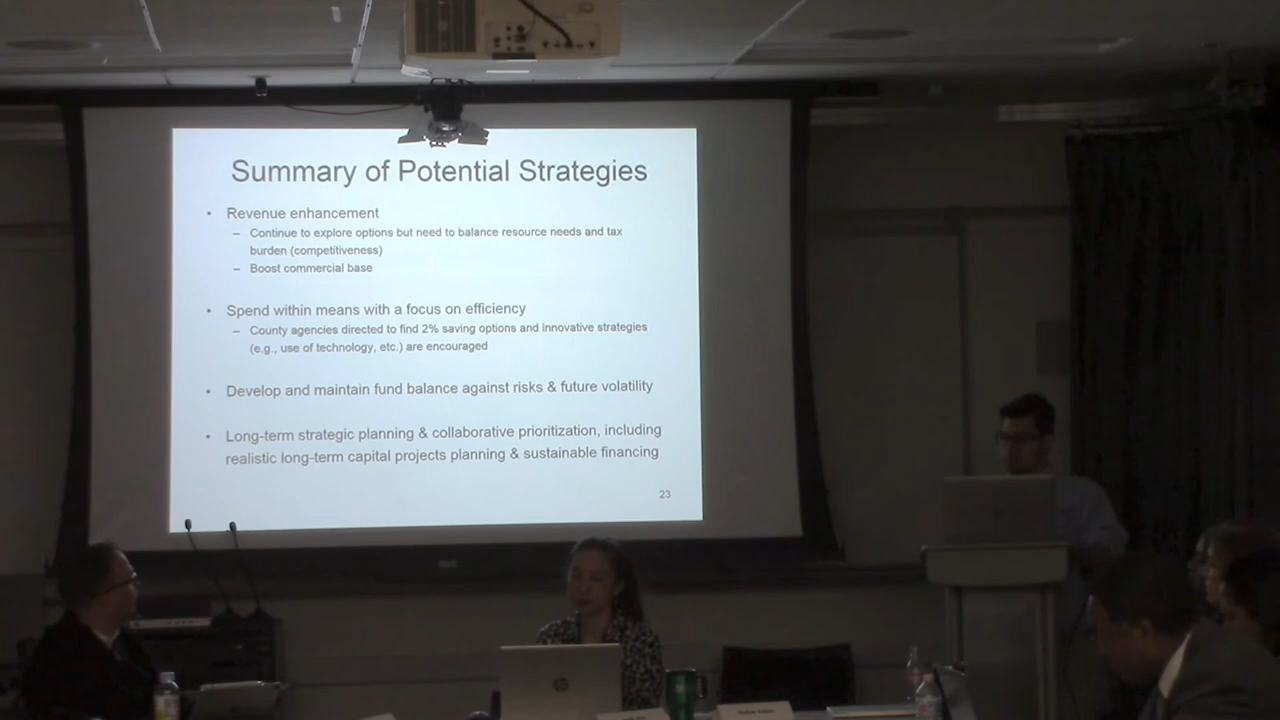 Summary of Potential Strategies
• Revenue enhancement
– Continue to explore options but need to balance resource needs and tax
burden (competitiveness)
– Boost commercial base
• Spend within means with a focus on efficiency
– County agencies directed to find 2% saving options and innovative strategies
(e.g., use of technology, etc.) are encouraged
• Develop and maintain fund balance against risks & future volatility
• Long-term strategic planning & collaborative prioritization, including
realistic long-term capital projects planning & sustainable financing
23
hp